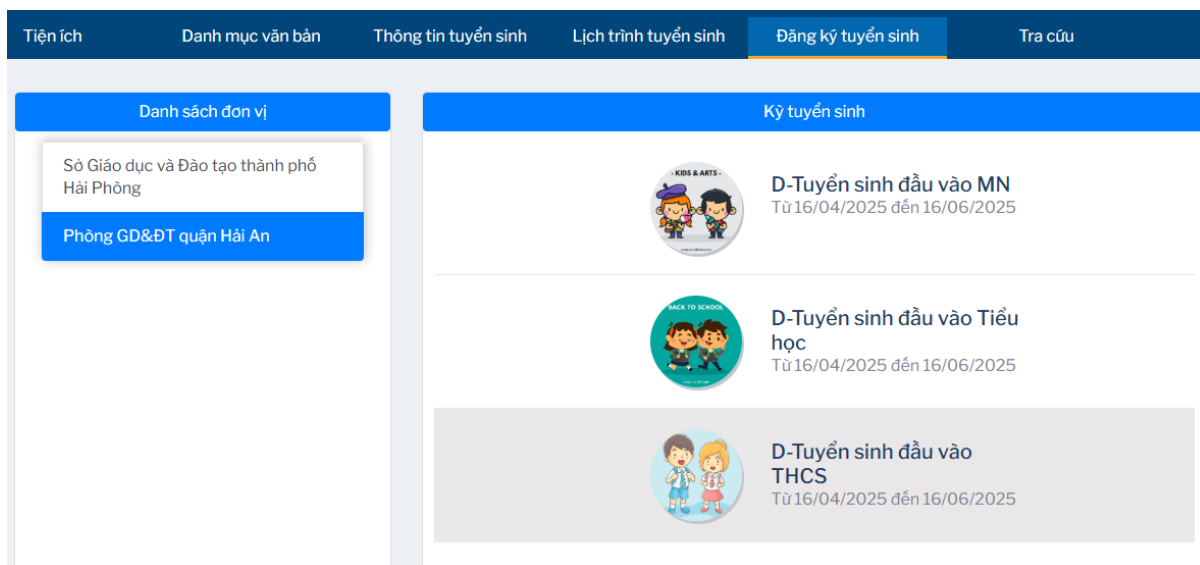 Tiện ích
Danh mục văn bản
Thông tin tuyển sinh
Lịch trình tuyển sinh
Đăng ký tuyển sinh
Tra cứu
Danh sách đơn vị
Sở Giáo dục và Đào tạo thành phố
Hải Phòng
Phòng GD&ĐT quận Hải An
Kỳ tuyển sinh
· KIDS & ARTS ·
D-Tuyển sinh đầu vào MN
Từ 16/04/2025 đến 16/06/2025
BACK TO SCHOOL
D-Tuyển sinh đầu vào Tiểu
học
Từ 16/04/2025 đến 16/06/2025
D-Tuyển sinh đầu vào
THCS
Từ 16/04/2025 đến 16/06/2025